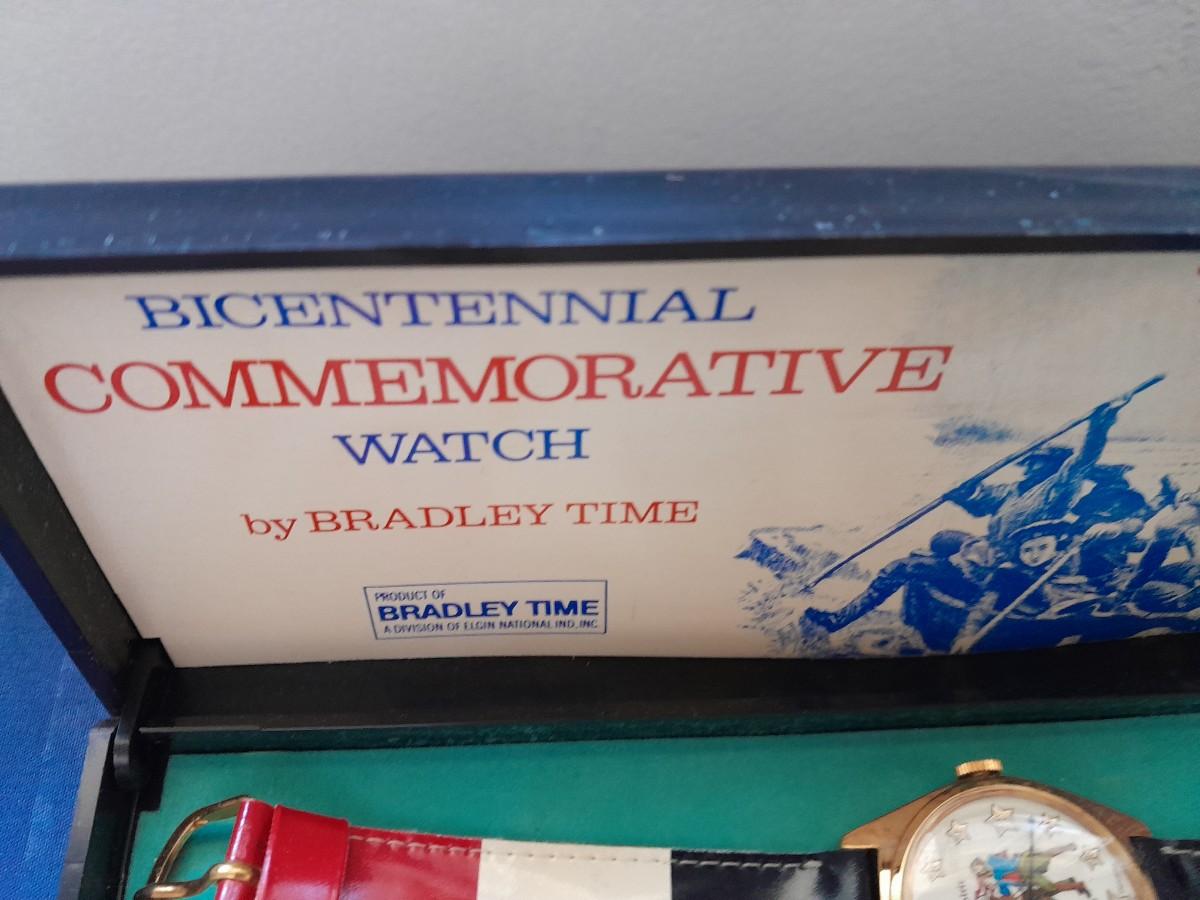 BICENTENNIAL
COMMEMORATIVE
WATCH
by BRADLEY TIME
PRODUCT OF
BRADLEY TIME
A DIVISION OF ELGIN NATIONAL IND, INC